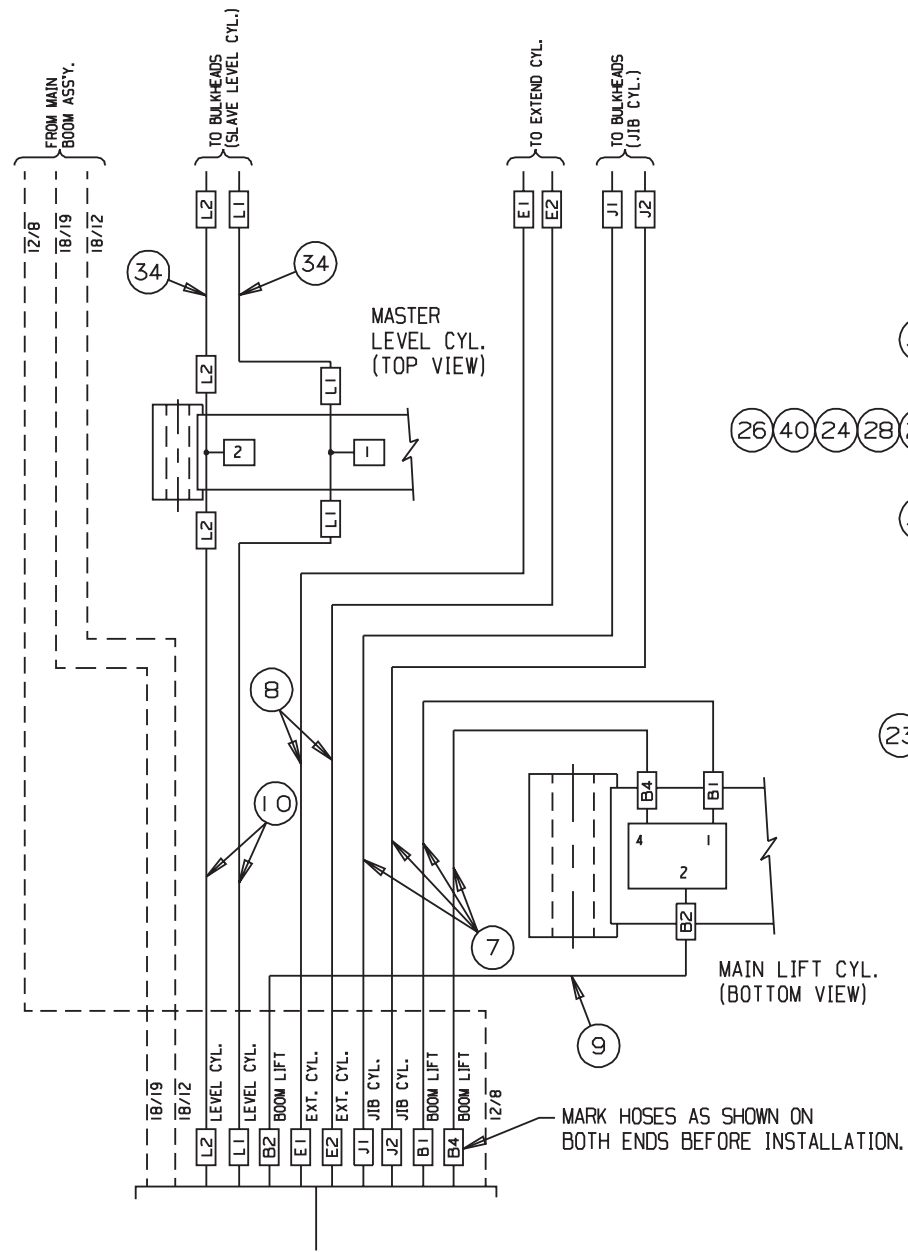 FROM MAIN
BOOM ASS'Y.
TO BULKHEADS
(SLAVE LEVEL CYL.)
TO EXTEND CYL.
TO BULKHEADS
(JIB CYL.)
12/8
18/19
18/12
L2
L1
E1
E2
J1
J2
34
34
MASTER
LEVEL CYL.
(TOP VIEW)
L2
L1
2
1
26 40 24 28
L2
L1
8
23
10
B4
B1
4
1
2
B2
7
MAIN LIFT CYL.
(BOTTOM VIEW)
9
18/19
18/12
LEVEL CYL.
LEVEL CYL.
BOOM LIFT
EXT. CYL.
EXT. CYL.
JIB CYL.
JIB CYL.
BOOM LIFT
BOOM LIFT
12/8
L2
L1
B2
E1
E2
J1
J2
B1
B4
MARK HOSES AS SHOWN ON
BOTH ENDS BEFORE INSTALLATION.